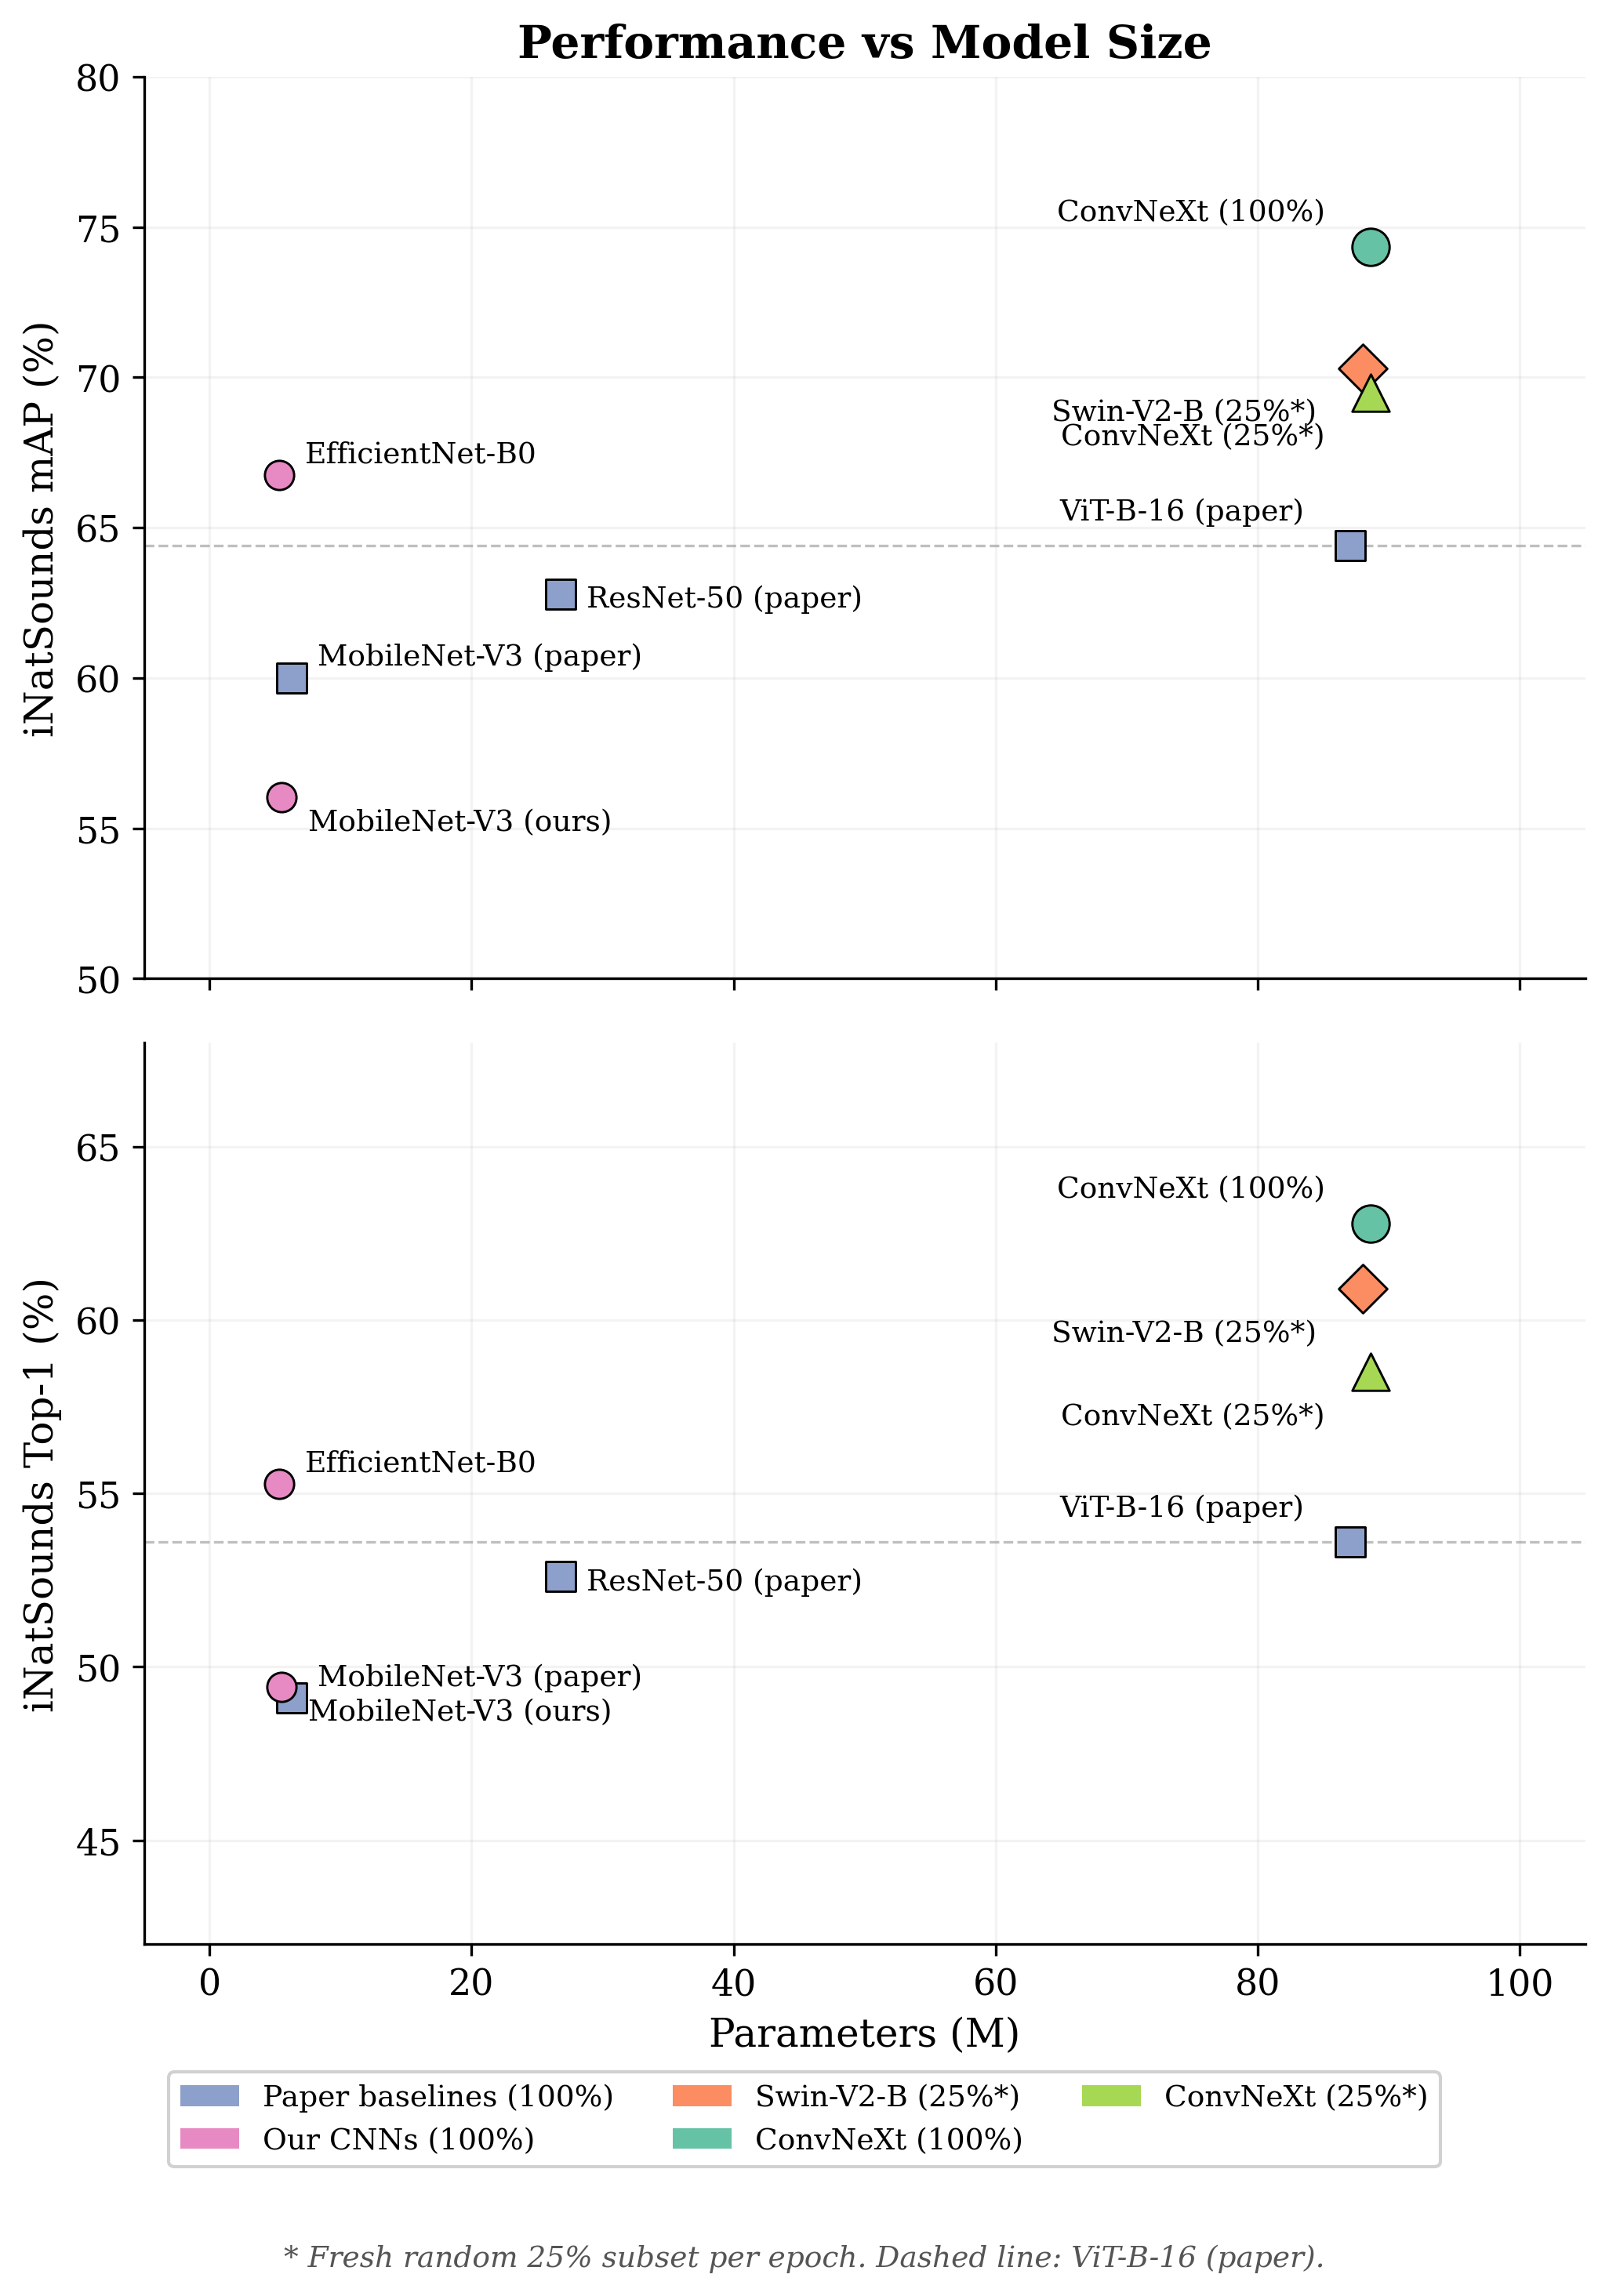 Performance vs Model Size
iNatSounds mAP (%)
80
75
70
65
60
55
50
ConvNeXt (100%)
Swin-V2-B (25%*)
ConvNeXt (25%*)
EfficientNet-B0
ViT-B-16 (paper)
ResNet-50 (paper)
MobileNet-V3 (paper)
MobileNet-V3 (ours)
iNatSounds Top-1 (%)
65
60
55
50
45
ConvNeXt (100%)
Swin-V2-B (25%*)
ConvNeXt (25%*)
EfficientNet-B0
ViT-B-16 (paper)
ResNet-50 (paper)
MobileNet-V3 (paper)
MobileNet-V3 (ours)
0 20 40 60 80 100
Parameters (M)
Paper baselines (100%) Swin-V2-B (25%*) ConvNeXt (25%*)
Our CNNs (100%) ConvNeXt (100%)
* Fresh random 25% subset per epoch. Dashed line: ViT-B-16 (paper).